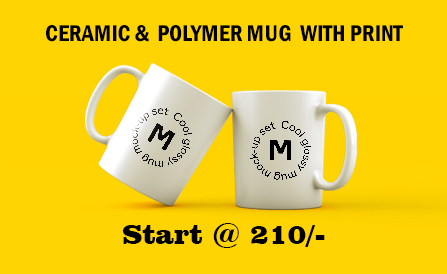 CERAMIC & POLYMER MUG WITH PRINT
mug mock-up set Cool glossy
M
mug mock-up set Cool glossy
M
Start @ 210/-